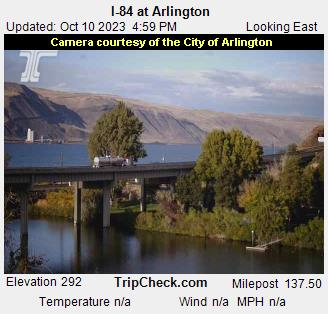 I-84 at Arlington
Updated: Oct 10 2023 4:59 PM Looking East
Camera courtesy of the City of Arlington
Elevation 292 TripCheck.com Milepost 137.50
Temperature n/a Wind n/a MPH n/a